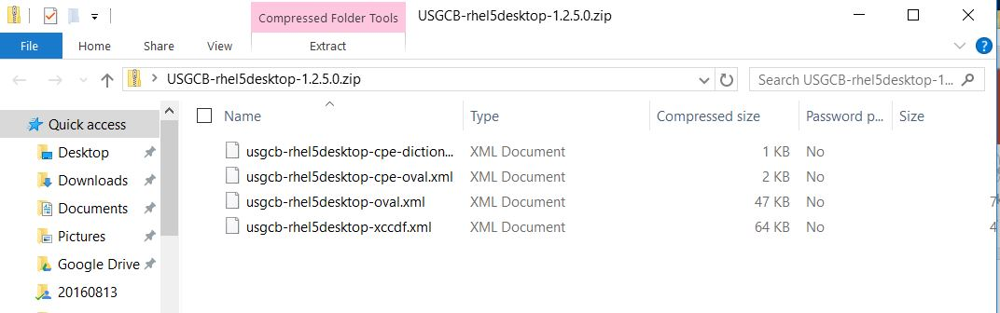 Compressed Folder Tools USGCB-rhel5desktop-1.2.5.0.zip
File Home Share View Extract
USGCB-rhel5desktop-1.2.5.0.zip Search USGCB-rhel5desktop-1...
Quick access
Desktop
Downloads
Documents
Pictures
Google Drive
20160813
Name Type Compressed size Password p... Size
usgcb-rhel5desktop-cpe-diction... XML Document 1 KB No
usgcb-rhel5desktop-cpe-oval.xml XML Document 2 KB No
usgcb-rhel5desktop-oval.xml XML Document 47 KB No 7
usgcb-rhel5desktop-xccdf.xml XML Document 64 KB No 4